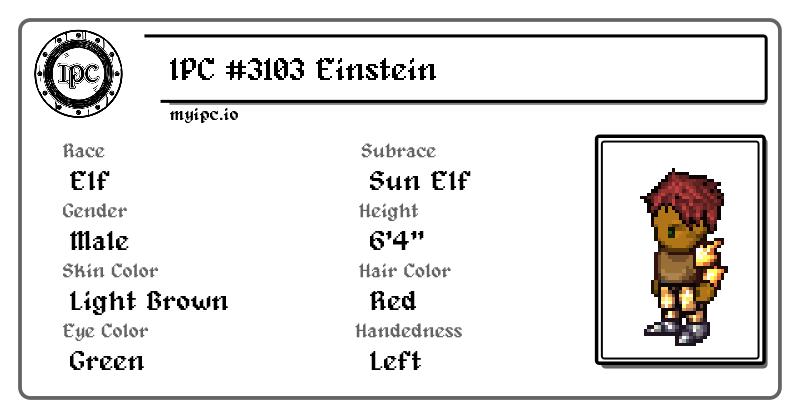 IPC
IPC #3103 Einstein
myipc.io
Race
Elf
Subrace
Sun Elf
Gender
Male
Height
6'4"
Skin Color
Light Brown
Hair Color
Red
Eye Color
Green
Handedness
Left